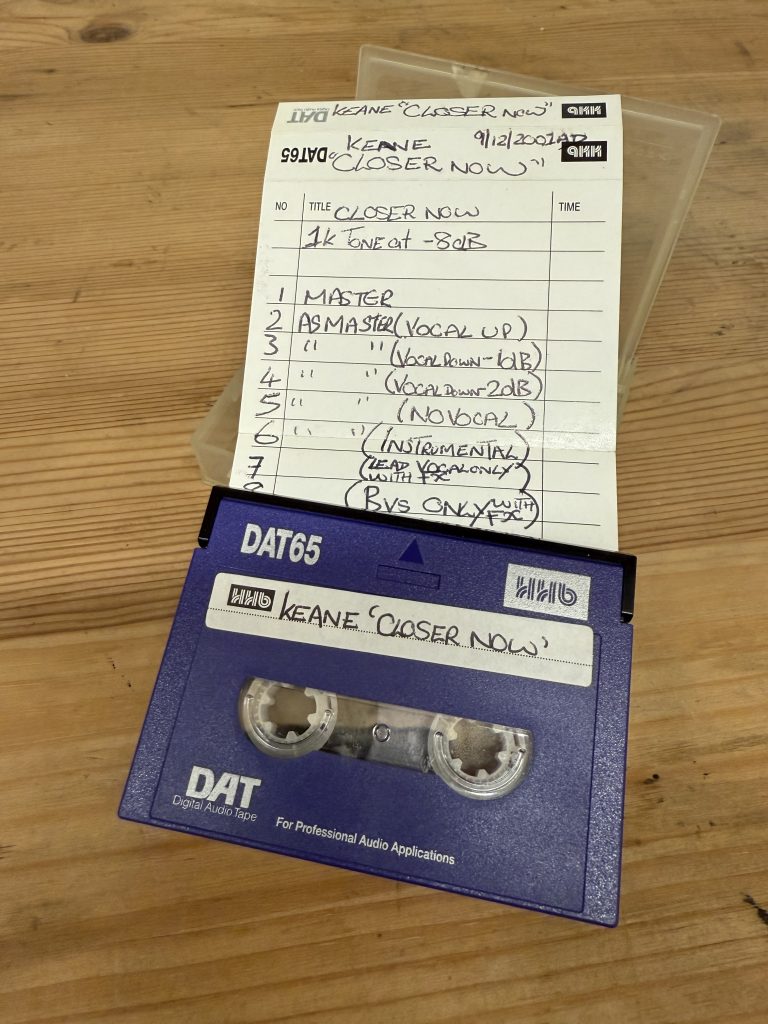 DAT KEANE "CLOSER NOW" HHb
Digital Audio Tape
DAT65 KEANE 9/12/2001AD HHb
"CLOSER NOW"
NO TITLE CLOSER NOW TIME
1k Tone at -8dB
1 MASTER
2 AS MASTER (VOCAL UP)
3 " " (VOCAL DOWN-1dB)
4 " " (VOCAL DOWN-2dB)
5 " " (NO VOCAL)
6 " " (INSTRUMENTAL)
7 (LEAD VOCAL ONLY
WITH FX)
(BVs ONLY WITH
FX)
DAT65
HHb
HHb KEANE 'CLOSER NOW'
DAT
Digital Audio Tape
For Professional Audio Applications